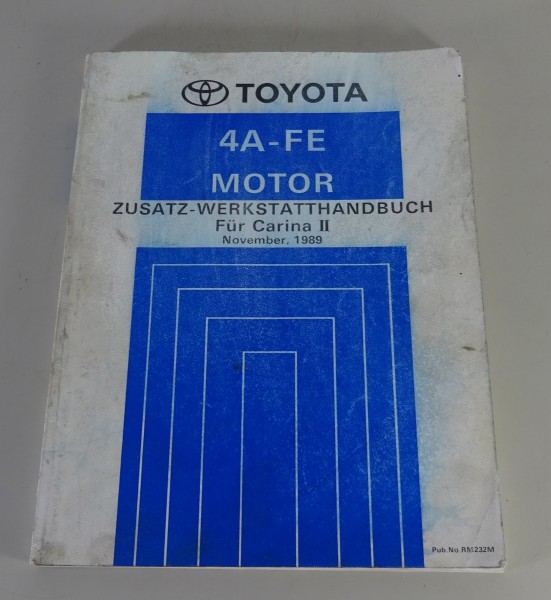 TOYOTA
4A-FE
MOTOR
ZUSATZ-WERKSTATTHANDBUCH
Für Carina II
November, 1989
Pub.No.RM232M